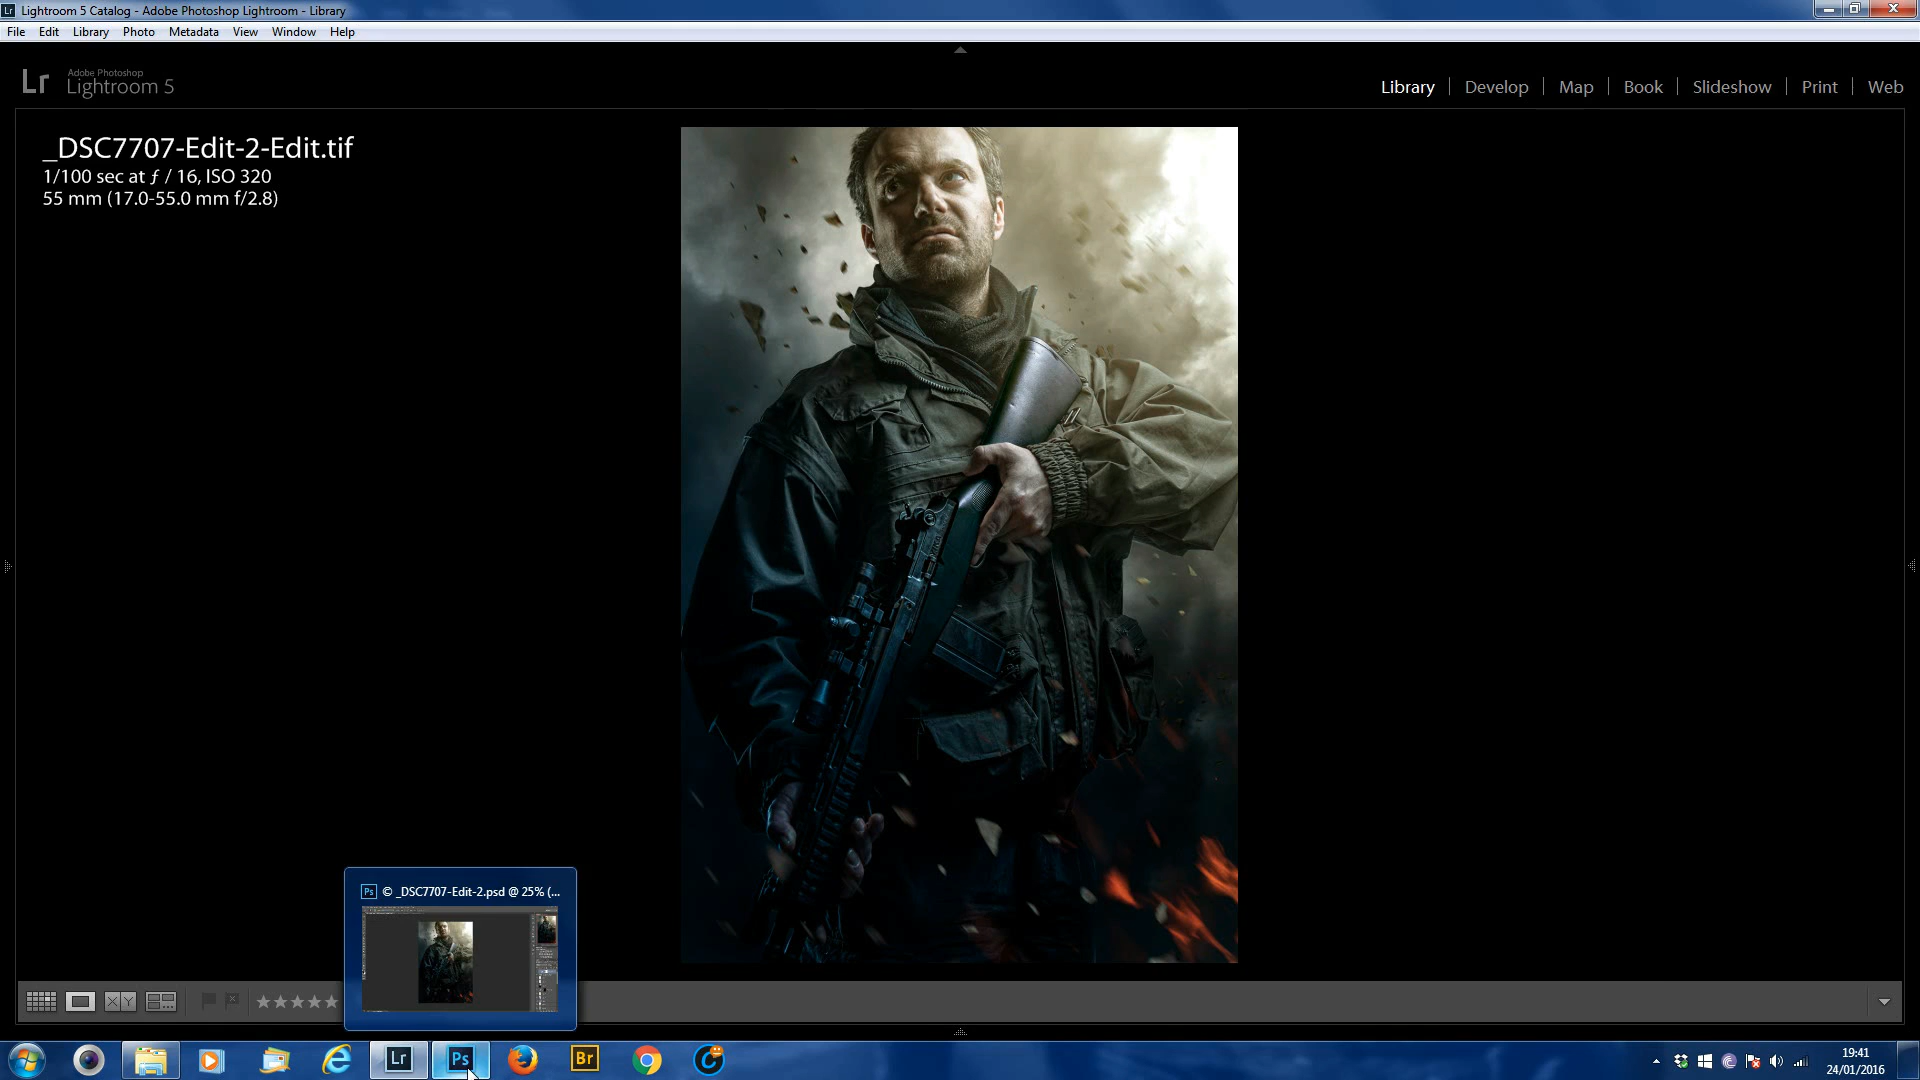 Lr Lightroom 5 Catalog - Adobe Photoshop Lightroom - Library
File Edit Library Photo Metadata View Window Help
Lr Adobe Photoshop
Lightroom 5
Library Develop Map Book Slideshow Print Web
_DSC7707-Edit-2-Edit.tif
1/100 sec at ƒ / 16, ISO 320
55 mm (17.0-55.0 mm f/2.8)
Ps © _DSC7707-Edit-2.psd @ 25% (...
X Y
Lr Ps Br
19:41
24/01/2016